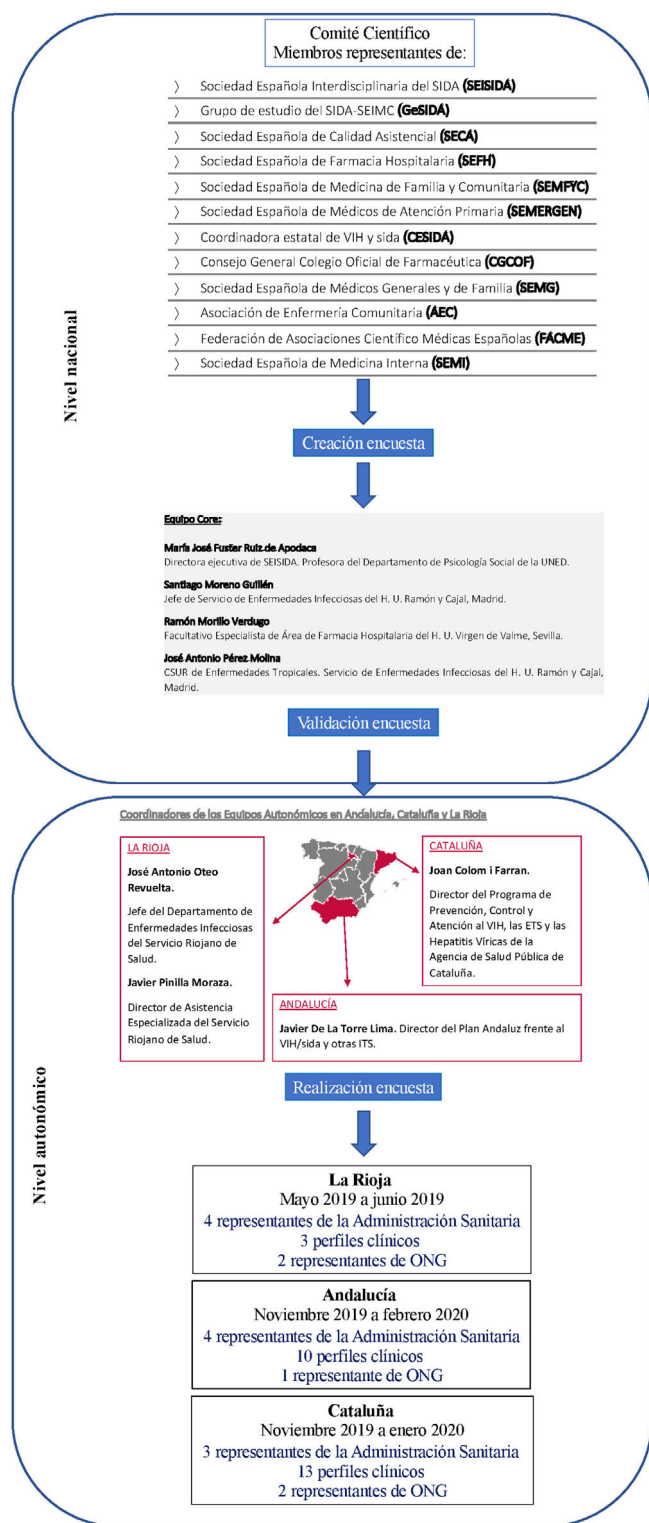 Comité Científico
Miembros representantes de:
Sociedad Española Interdisciplinaria del SIDA (SEISIDA)
Grupo de estudio del SIDA-SEIMC (GeSIDA)
Sociedad Española de Calidad Asistencial (SECA)
Sociedad Española de Farmacia Hospitalaria (SEFH)
Sociedad Española de Medicina de Familia y Comunitaria (SEMFYC)
Sociedad Española de Médicos de Atención Primaria (SEMERGEN)
Coordinadora estatal de VIH y sida (CESIDA)
Consejo General Colegio Oficial de Farmacéutica (CGCOF)
Sociedad Española de Médicos Generales y de Familia (SEMG)
Asociación de Enfermería Comunitaria (AEC)
Federación de Asociaciones Científico Médicas Españolas (FACME)
Sociedad Española de Medicina Interna (SEMI)
Nivel nacional
Creación encuesta
Equipo Core:
María José Fuster Ruiz de Apodaca
Directora ejecutiva de SEISIDA. Profesora del Departamento de Psicología Social de la UNED.
Santiago Moreno Guillén
Jefe de Servicio de Enfermedades Infecciosas del H. U. Ramón y Cajal, Madrid.
Ramón Morillo Verdugo
Facultativo Especialista de Área de Farmacia Hospitalaria del H. U. Virgen de Valme, Sevilla.
José Antonio Pérez Molina
CSUR de Enfermedades Tropicales. Servicio de Enfermedades Infecciosas del H. U. Ramón y Cajal,
Madrid.
Validación encuesta
Coordinadores de los Equipos Autonómicos en Andalucía, Cataluña y La Rioja
LA RIOJA
José Antonio Oteo
Revuelta.
Jefe del Departamento de
Enfermedades Infecciosas
del Servicio Riojano de
Salud.
Javier Pinilla Moraza.
Director de Asistencia
Especializada del Servicio
Riojano de Salud.
CATALUÑA
Joan Colom i Farran.
Director del Programa de
Prevención, Control y
Atención al VIH, las ETS y las
Hepatitis Víricas de la
Agencia de Salud Pública de
Cataluña.
ANDALUCÍA
Javier De La Torre Lima. Director del Plan Andaluz frente al
VIH/sida y otras ITS.
Nivel autonómico
Realización encuesta
La Rioja
Mayo 2019 a junio 2019
4 representantes de la Administración Sanitaria
3 perfiles clínicos
2 representantes de ONG
Andalucía
Noviembre 2019 a febrero 2020
4 representantes de la Administración Sanitaria
10 perfiles clínicos
1 representante de ONG
Cataluña
Noviembre 2019 a enero 2020
3 representantes de la Administración Sanitaria
13 perfiles clínicos
2 representantes de ONG